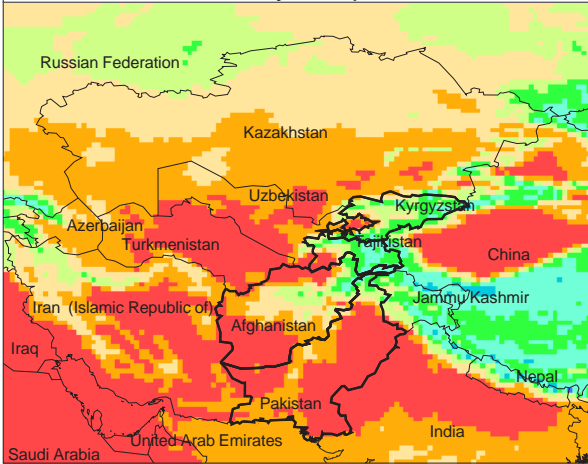 Russian Federation
Kazakhstan
Uzbekistan
Kyrgyzstan
Azerbaijan
Turkmenistan
Tajikistan
China
Iran (Islamic Republic of)
Jammu/Kashmir
Afghanistan
Iraq
Nepal
Pakistan
India
United Arab Emirates
Saudi Arabia